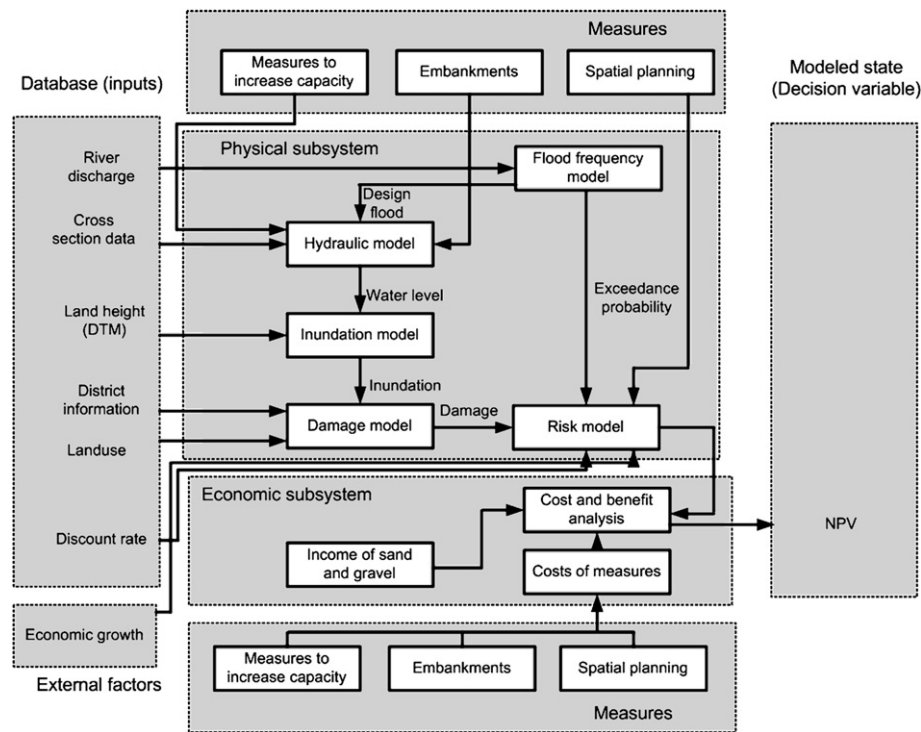 Measures
Measures to
increase capacity
Embankments
Spatial planning
Database (inputs)
Modeled state
(Decision variable)
Physical subsystem
River
discharge
Flood frequency
model
Design
flood
Cross
section data
Hydraulic model
Water level
Exceedance
probability
Land height
(DTM)
Inundation model
Inundation
District
information
Damage model
Damage
Risk model
Landuse
Economic subsystem
Cost and benefit
analysis
NPV
Discount rate
Income of sand
and gravel
Costs of measures
Economic growth
External factors
Measures to
increase capacity
Embankments
Spatial planning
Measures